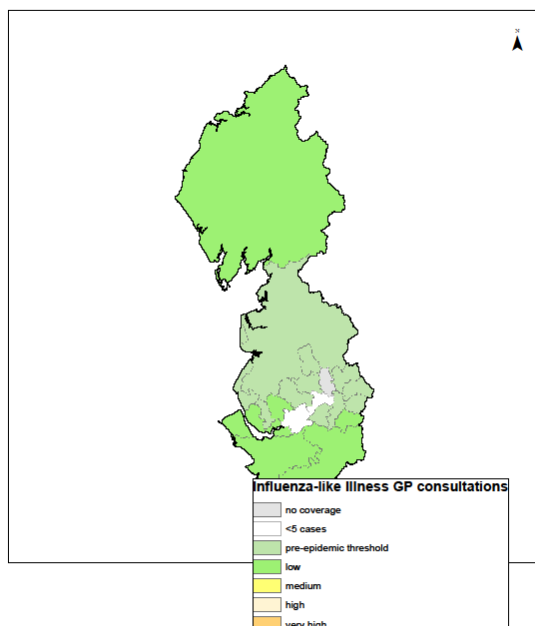 N
Influenza-like Illness GP consultations
no coverage
<5 cases
pre-epidemic threshold
low
medium
high
very high